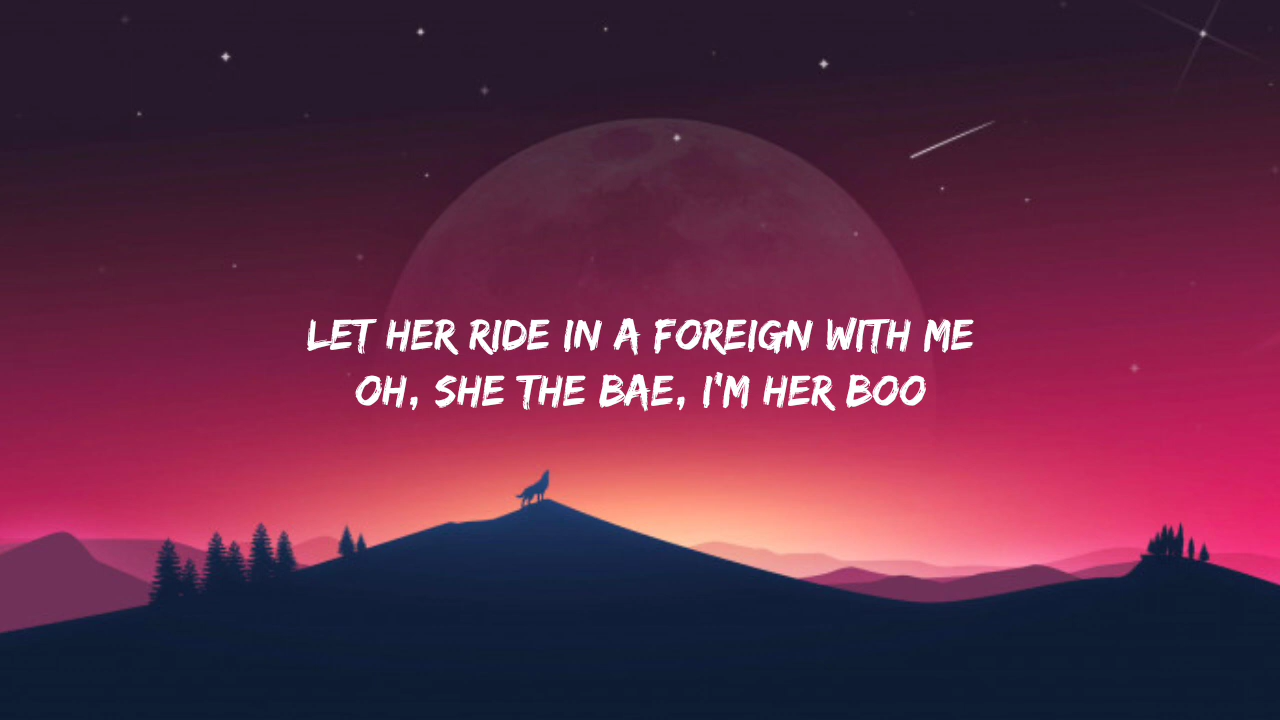 LET HER RIDE IN A FOREIGN WITH ME
OH, SHE THE BAE, I'M HER BOO